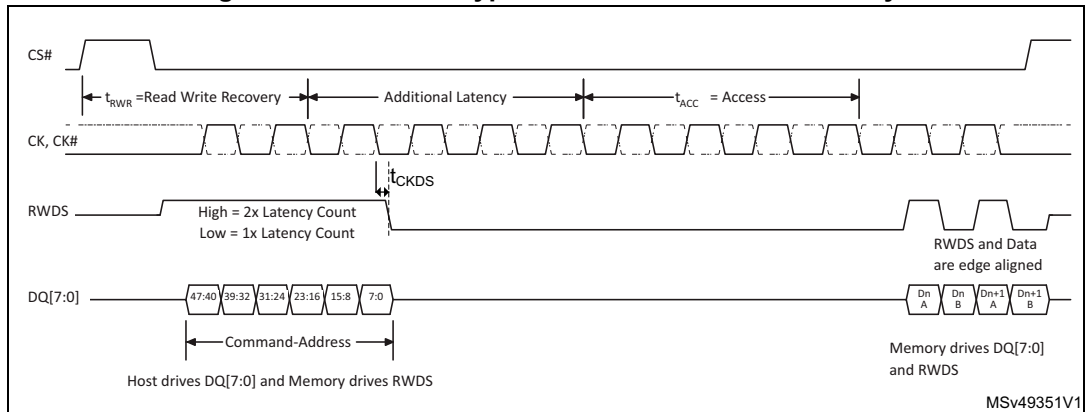 CS#
t_RWR =Read Write Recovery
Additional Latency
t_ACC = Access
CK, CK#
t_CKDS
RWDS
High = 2x Latency Count
Low = 1x Latency Count
RWDS and Data
are edge aligned
DQ[7:0]
47:40 39:32 31:24 23:16 15:8 7:0
Dn A
Dn B
Dn+1 A
Dn+1 B
Command-Address
Memory drives DQ[7:0]
and RWDS
Host drives DQ[7:0] and Memory drives RWDS
MSv49351V1